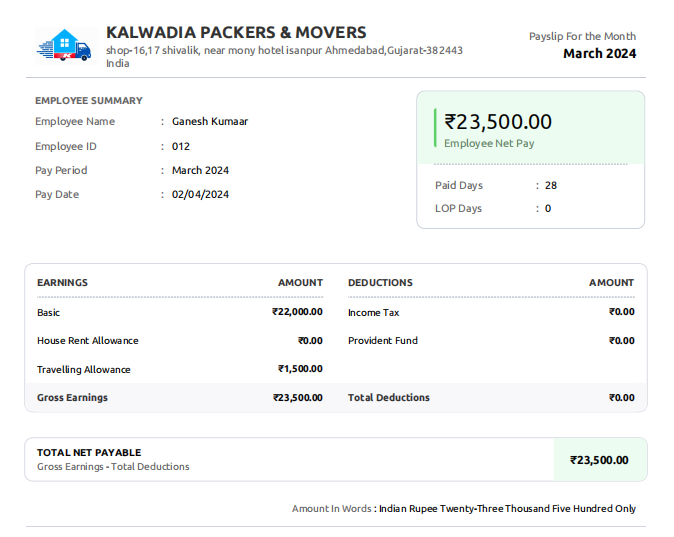 KALWADIA PACKERS & MOVERS
shop-16,17 shivalik, near mony hotel isanpur Ahmedabad,Gujarat-382443
India
Payslip For the Month
March 2024
EMPLOYEE SUMMARY
Employee Name : Ganesh Kumaar
Employee ID : 012
Pay Period : March 2024
Pay Date : 02/04/2024
₹23,500.00
Employee Net Pay
Paid Days : 28
LOP Days : 0
EARNINGS AMOUNT DEDUCTIONS AMOUNT
Basic ₹22,000.00 Income Tax ₹0.00
House Rent Allowance ₹0.00 Provident Fund ₹0.00
Travelling Allowance ₹1,500.00
Gross Earnings ₹23,500.00 Total Deductions ₹0.00
TOTAL NET PAYABLE
Gross Earnings - Total Deductions
₹23,500.00
Amount In Words : Indian Rupee Twenty-Three Thousand Five Hundred Only